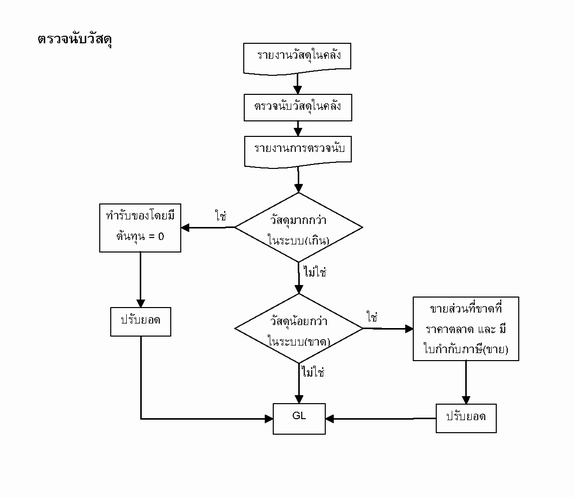 ตรวจนับวัสดุ
รายงานวัสดุในคลัง
ตรวจนับวัสดุในคลัง
รายงานการตรวจนับ
วัสดุมากกว่า
ในระบบ(เกิน)
ใช่
ทำรับของโดยมี
ต้นทุน = 0
ปรับยอด
ไม่ใช่
วัสดุน้อยกว่า
ในระบบ(ขาด)
ใช่
ขายส่วนที่ขาดที่
ราคาตลาด และ มี
ใบกำกับภาษี(ขาย)
ปรับยอด
ไม่ใช่
GL